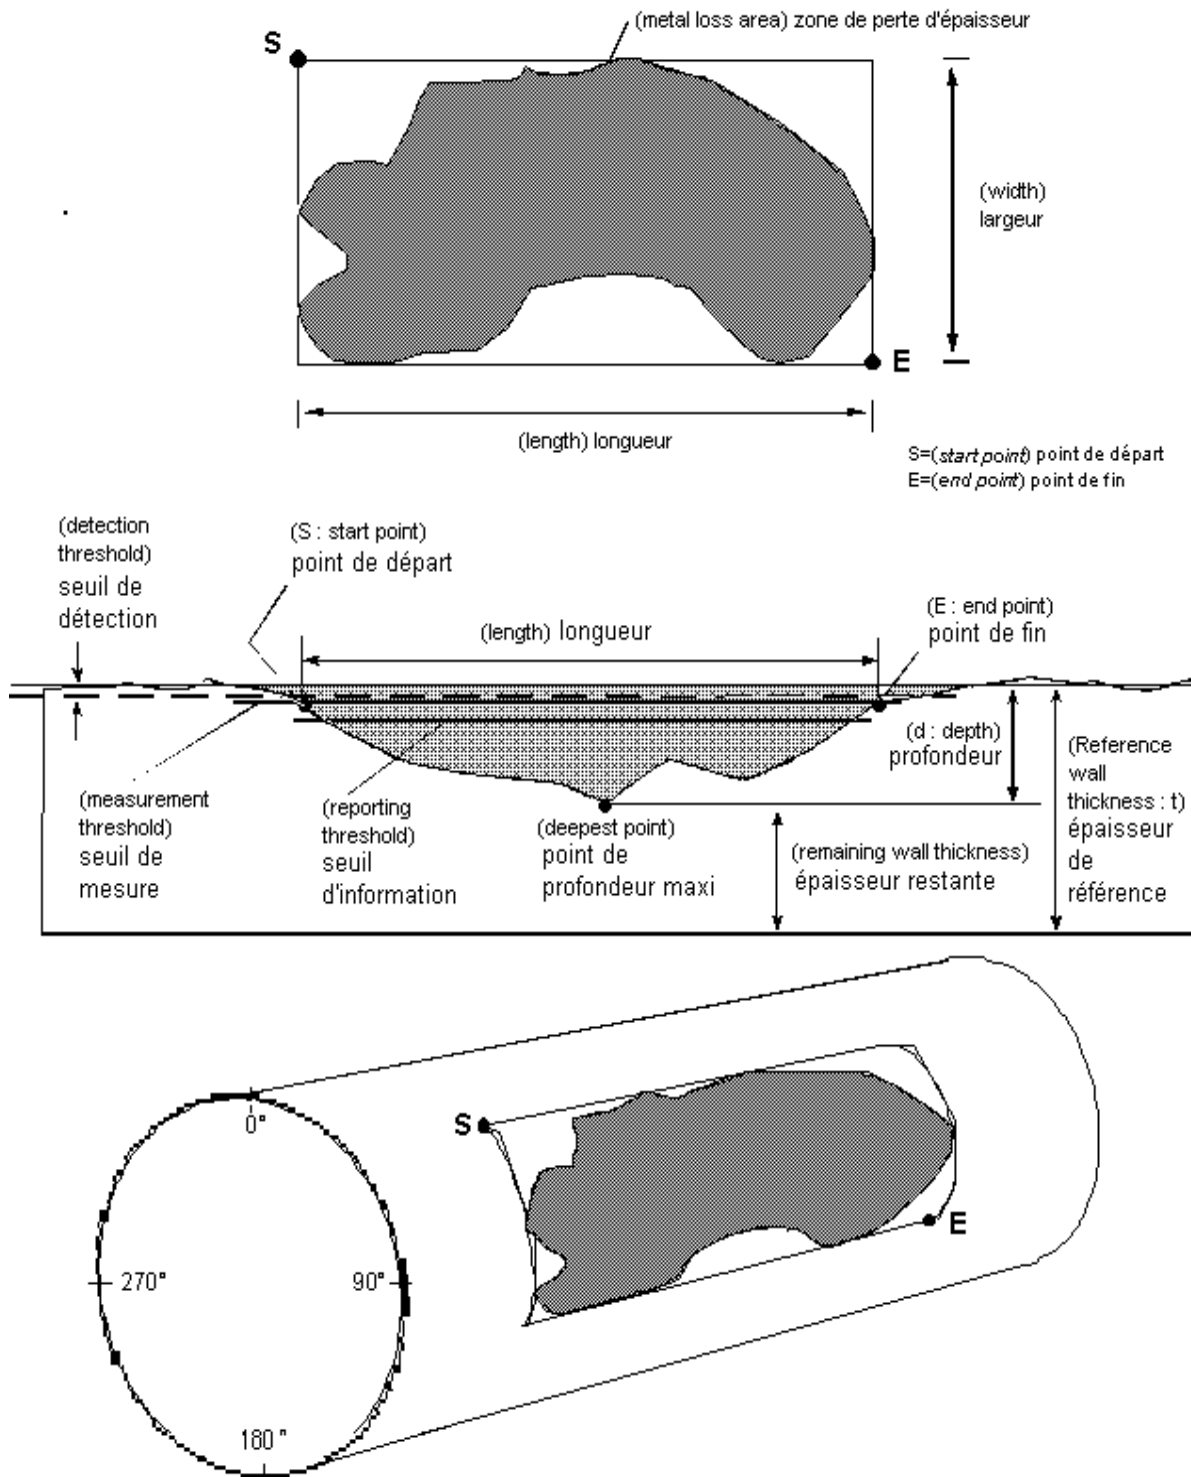 (metal loss area) zone de perte d'épaisseur
S
(width)
largeur
E
(length) longueur
S=(start point) point de départ
E=(end point) point de fin
(detection
threshold)
seuil de
détection
(S : start point)
point de départ
(E : end point)
point de fin
(length) longueur
(d : depth)
profondeur
(Reference
wall
thickness : t)
épaisseur
de
référence
(measurement
threshold)
seuil de
mesure
(reporting
threshold)
seuil
d'information
(deepest point)
point de
profondeur maxi
(remaining wall thickness)
épaisseur restante
0°
S
E
270°
90°
180°